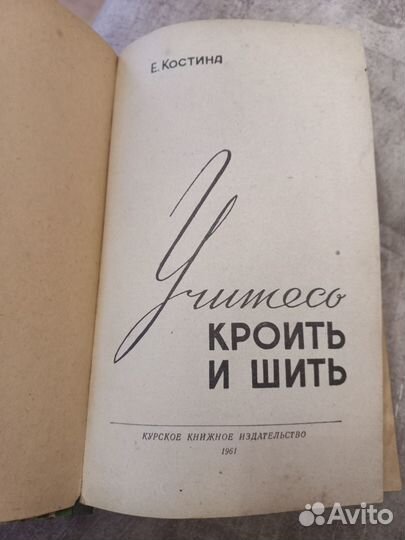 Е. Костина
Учитесь
КРОИТЬ
И ШИТЬ
КУРСКОЕ КНИЖНОЕ ИЗДАТЕЛЬСТВО
1961
Avito